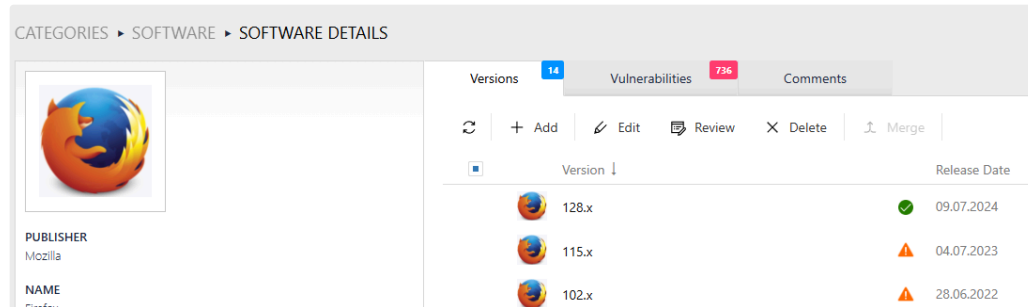 CATEGORIES ▸ SOFTWARE ▸ SOFTWARE DETAILS
Versions 14 Vulnerabilities 736 Comments
Add Edit Review Delete Merge
Version ↓ Release Date
128.x 09.07.2024
115.x 04.07.2023
102.x 28.06.2022
PUBLISHER
Mozilla
NAME